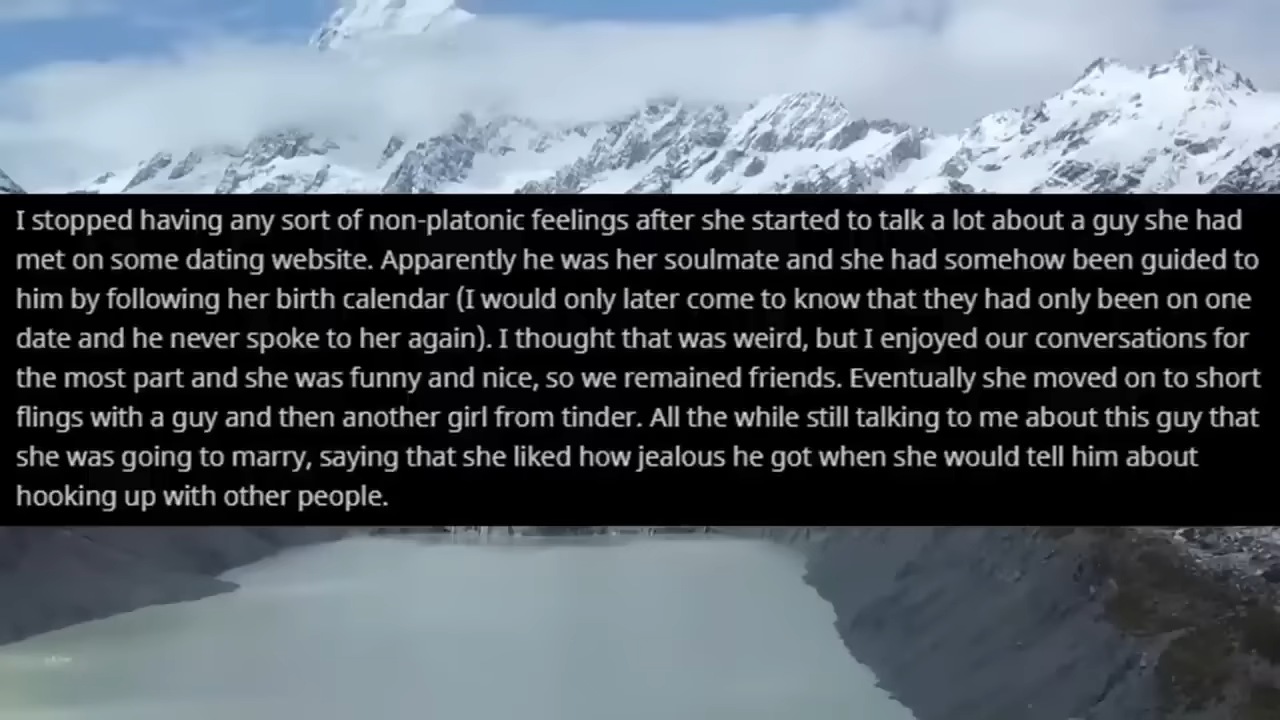 I stopped having any sort of non-platonic feelings after she started to talk a lot about a guy she had
met on some dating website. Apparently he was her soulmate and she had somehow been guided to
him by following her birth calendar (I would only later come to know that they had only been on one
date and he never spoke to her again). I thought that was weird, but I enjoyed our conversations for
the most part and she was funny and nice, so we remained friends. Eventually she moved on to short
flings with a guy and then another girl from tinder. All the while still talking to me about this guy that
she was going to marry, saying that she liked how jealous he got when she would tell him about
hooking up with other people.